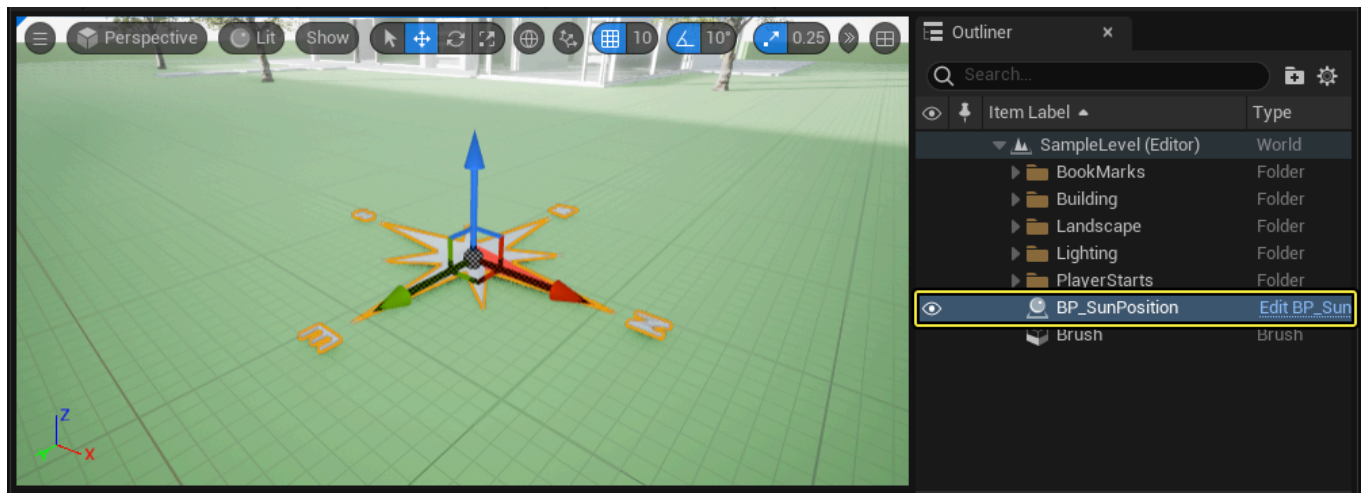 Perspective Lit Show 10 10° 0.25
Outliner
Search...
Item Label Type
SampleLevel (Editor) World
BookMarks Folder
Building Folder
Landscape Folder
Lighting Folder
PlayerStarts Folder
BP_SunPosition Edit BP_Sun
Brush Brush
E N
Z
Y X